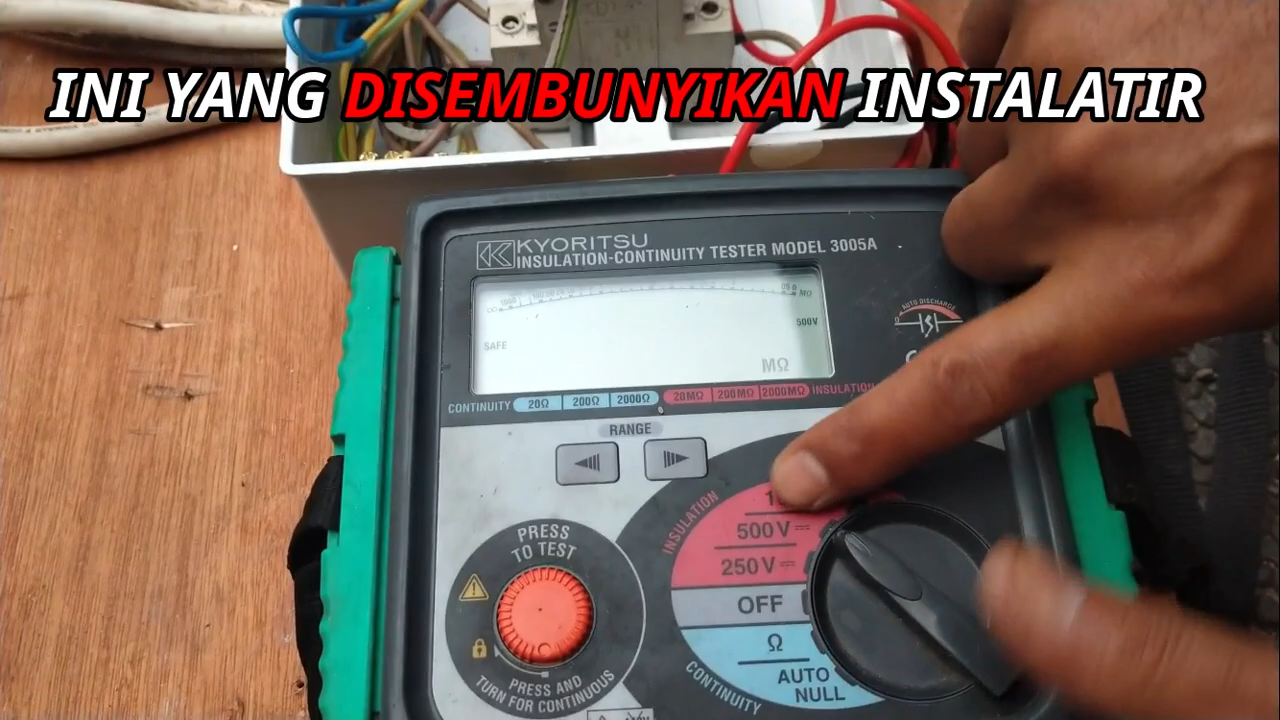 INI YANG DISEMBUNYIKAN INSTALATIR
KYORITSU
INSULATION-CONTINUITY TESTER MODEL 3005A
AUTO DISCHARGE
MΩ
500V
SAFE
MΩ
CONTINUITY 20Ω 200Ω 2000Ω 20MΩ 200MΩ 2000MΩ INSULATION
RANGE
INSULATION
500V
250V
OFF
Ω
AUTO NULL
CONTINUITY
PRESS TO TEST
PRESS AND TURN FOR CONTINUOUS